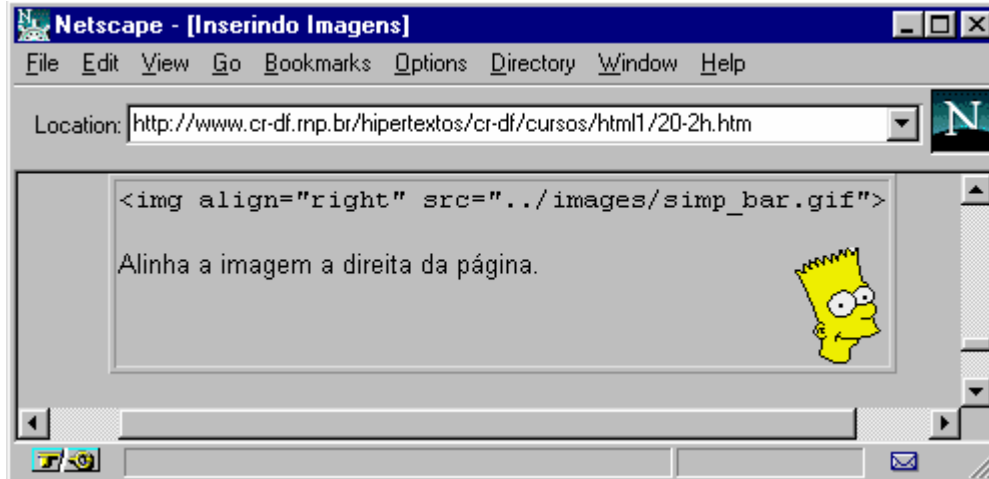 Netscape - [Inserindo Imagens]
File Edit View Go Bookmarks Options Directory Window Help
Location: http://www.cr-df.rnp.br/hipertextos/cr-df/cursos/html1/20-2h.htm
N
<img align="right" src="../images/simp_bar.gif">
Alinha a imagem a direita da página.